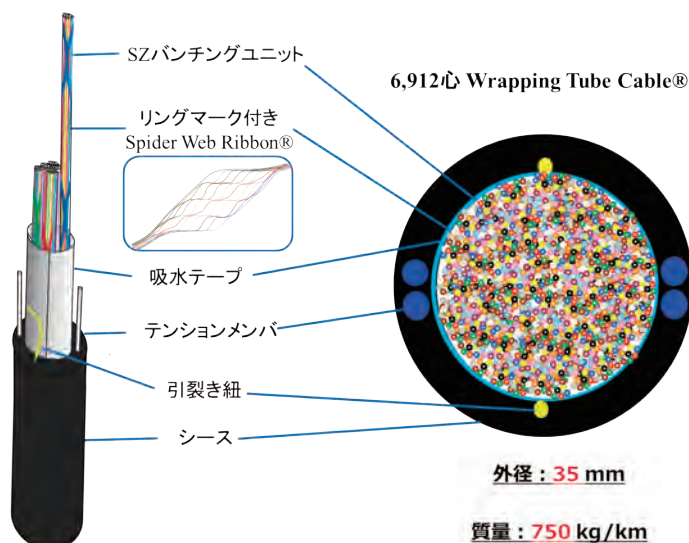 SZバンチングユニット
6,912心 Wrapping Tube Cable®
リングマーク付き
Spider Web Ribbon®
吸水テープ
テンションメンバ
引裂き紐
シース
外径：35 mm
質量：750 kg/km